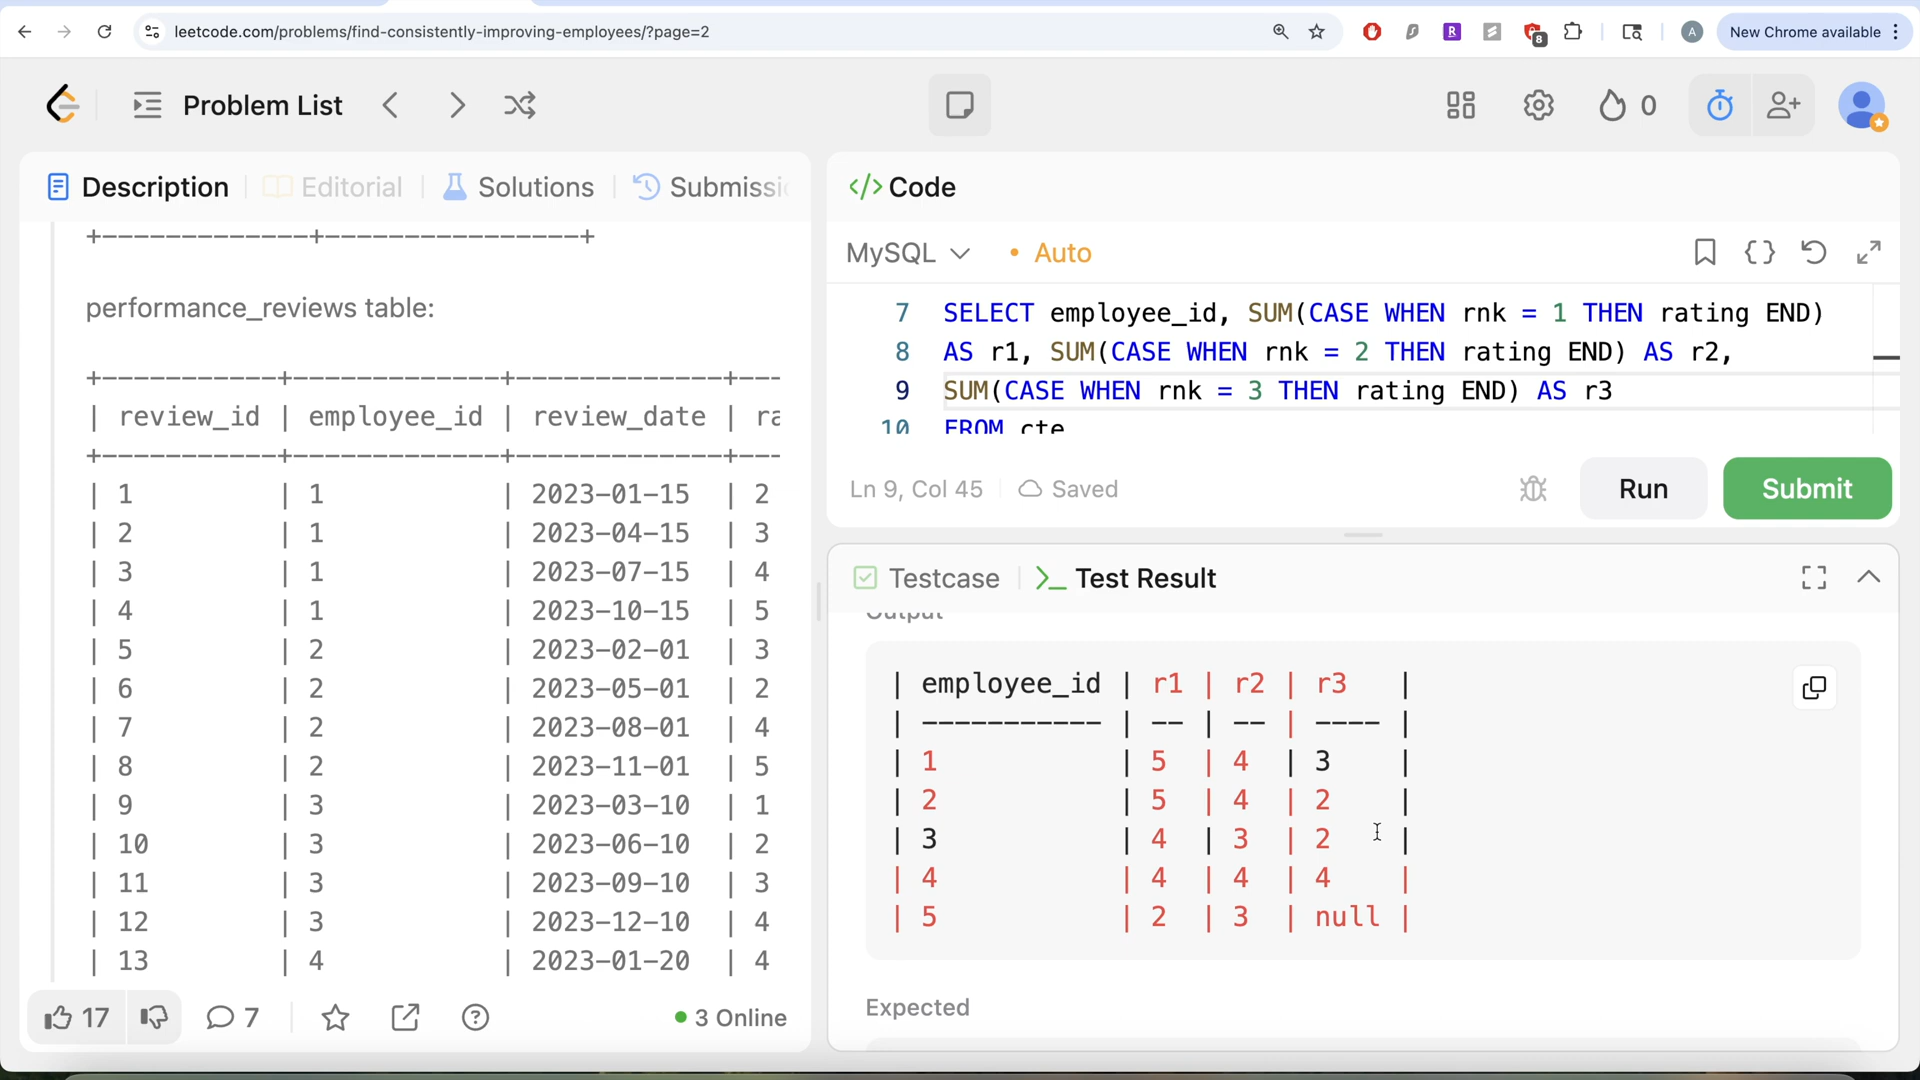 leetcode.com/problems/find-consistently-improving-employees/?page=2
R
8
A
New Chrome available
Problem List
0
Description
Editorial
Solutions
Submissi
+-------------+----------------+
performance_reviews table:
+-----------+-------------+-------------+---
| review_id | employee_id | review_date | ra
+-----------+-------------+-------------+---
| 1 | 1 | 2023-01-15 | 2
| 2 | 1 | 2023-04-15 | 3
| 3 | 1 | 2023-07-15 | 4
| 4 | 1 | 2023-10-15 | 5
| 5 | 2 | 2023-02-01 | 3
| 6 | 2 | 2023-05-01 | 2
| 7 | 2 | 2023-08-01 | 4
| 8 | 2 | 2023-11-01 | 5
| 9 | 3 | 2023-03-10 | 1
| 10 | 3 | 2023-06-10 | 2
| 11 | 3 | 2023-09-10 | 3
| 12 | 3 | 2023-12-10 | 4
| 13 | 4 | 2023-01-20 | 4
17
7
3 Online
</> Code
MySQL
Auto
7 SELECT employee_id, SUM(CASE WHEN rnk = 1 THEN rating END)
8 AS r1, SUM(CASE WHEN rnk = 2 THEN rating END) AS r2,
9 SUM(CASE WHEN rnk = 3 THEN rating END) AS r3
10 FROM cte
Ln 9, Col 45
Saved
Run
Submit
Testcase
>_ Test Result
Output
| employee_id | r1 | r2 | r3 |
| ----------- | -- | -- | ---- |
| 1 | 5 | 4 | 3 |
| 2 | 5 | 4 | 2 |
| 3 | 4 | 3 | 2 |
| 4 | 4 | 4 | 4 |
| 5 | 2 | 3 | null |
Expected